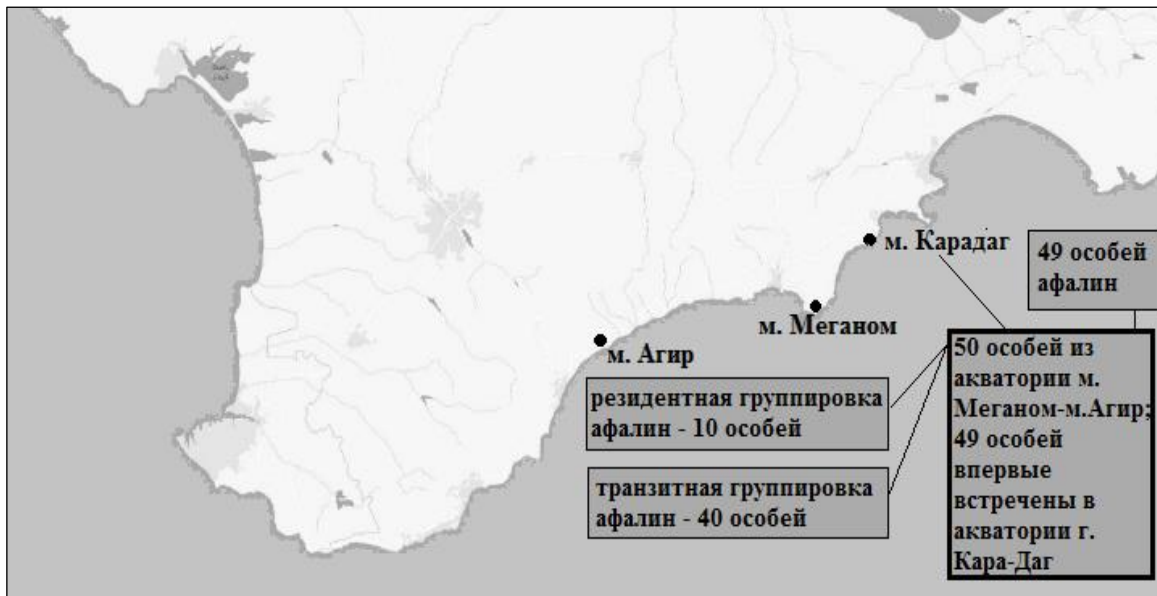 м. Карадаг
49 особей
афалин
м. Меганом
м. Агир
50 особей из
акватории м.
Меганом-м.Агир;
49 особей
впервые
встречены в
акватории г.
Кара-Даг
резидентная группировка
афалин - 10 особей
транзитная группировка
афалин - 40 особей